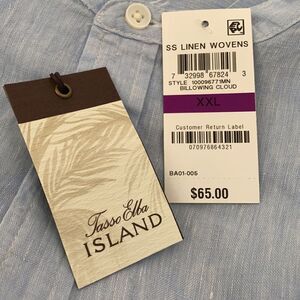 SS LINEN WOVENS
7 32998 67824 3
STYLE 100096771MN
BILLOWING CLOUD
XXL
Customer Return Label
070976864321
BA01-005
$65.00
Tasso Elba
ISLAND